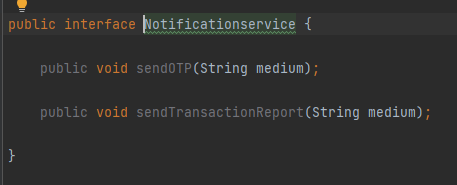 public interface Notificationservice {
public void sendOTP(String medium);
public void sendTransactionReport(String medium);
}